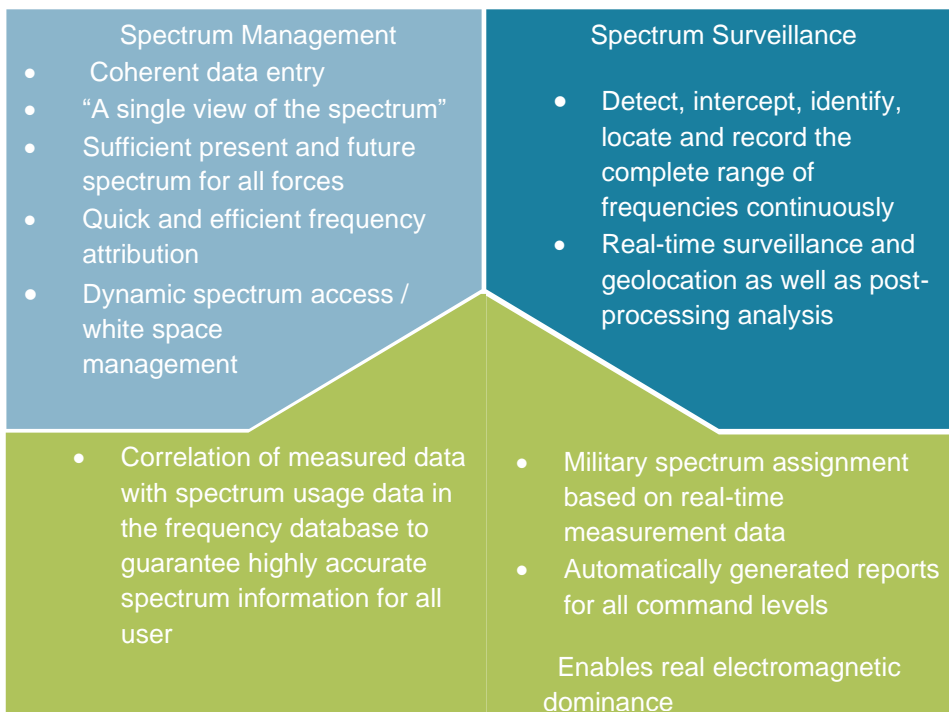 Spectrum Management
• Coherent data entry
• “A single view of the spectrum”
• Sufficient present and future
spectrum for all forces
• Quick and efficient frequency
attribution
• Dynamic spectrum access /
white space
management
Spectrum Surveillance
• Detect, intercept, identify,
locate and record the
complete range of
frequencies continuously
• Real-time surveillance and
geolocation as well as post-
processing analysis
• Correlation of measured data
with spectrum usage data in
the frequency database to
guarantee highly accurate
spectrum information for all
user
• Military spectrum assignment
based on real-time
measurement data
• Automatically generated reports
for all command levels
Enables real electromagnetic
dominance